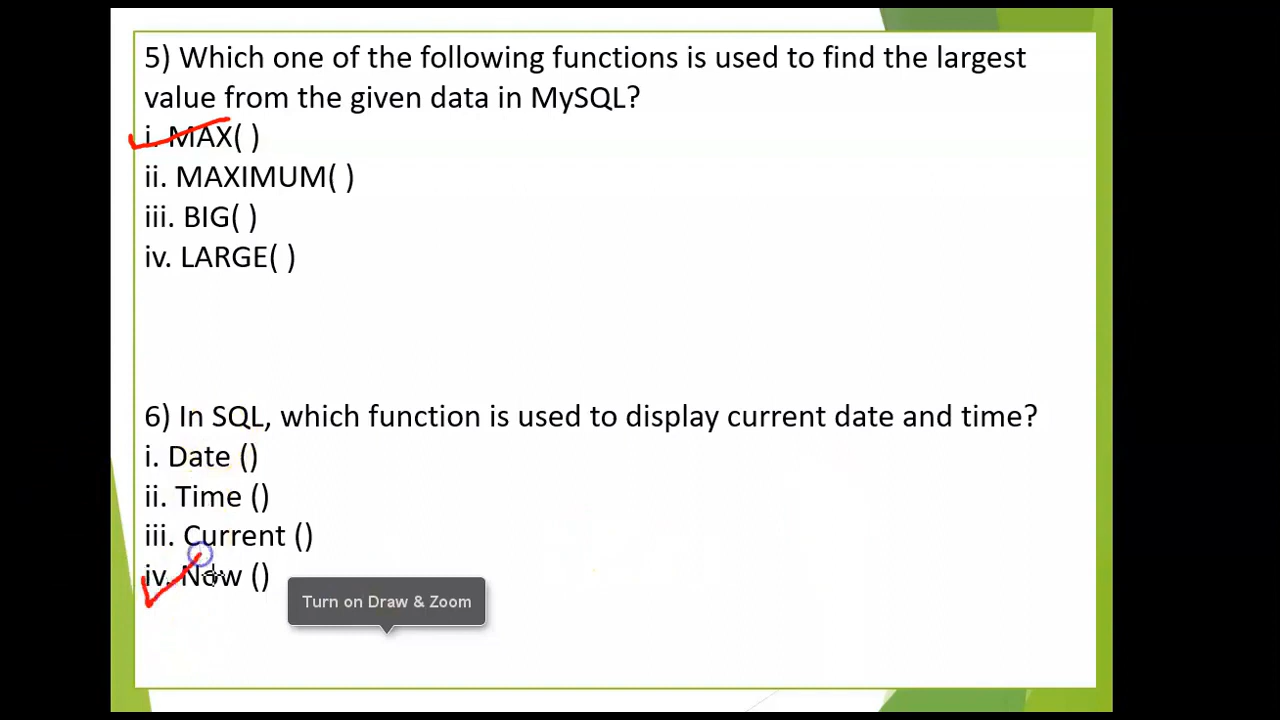 5) Which one of the following functions is used to find the largest
value from the given data in MySQL?
i. MAX( )
ii. MAXIMUM( )
iii. BIG( )
iv. LARGE( )
6) In SQL, which function is used to display current date and time?
i. Date ()
ii. Time ()
iii. Current ()
iv. Now ()
Turn on Draw & Zoom